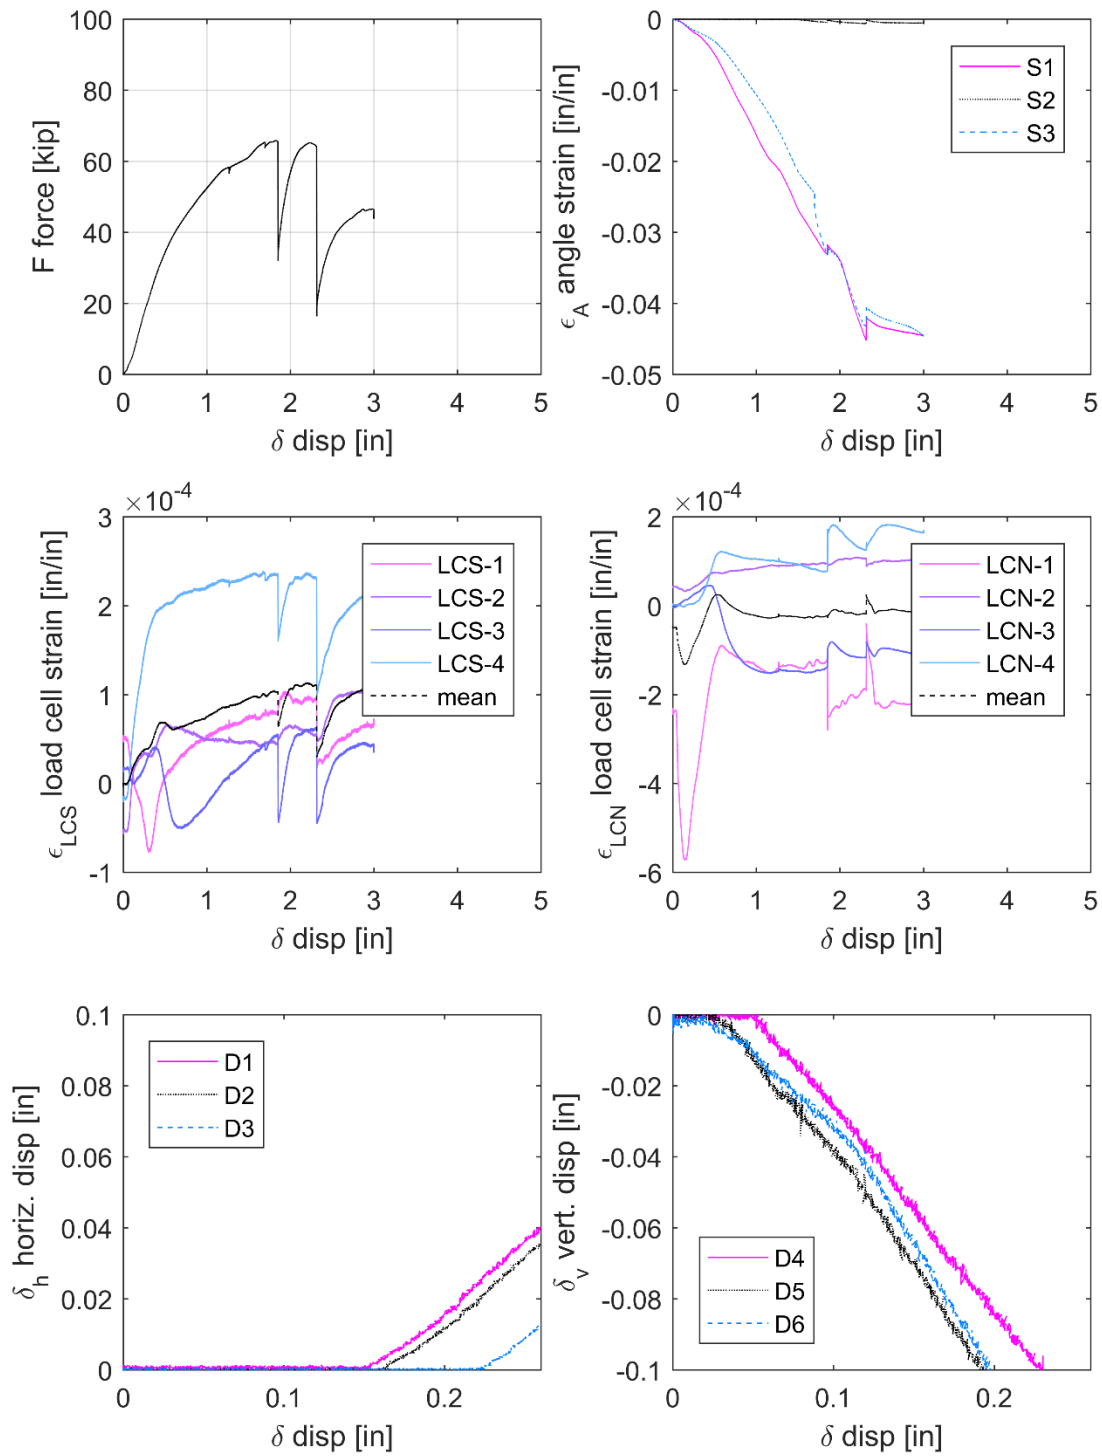 F force [kip]
100
80
60
40
20
0
0 1 2 3 4 5
δ disp [in]
ϵA angle strain [in/in]
0
-0.01
-0.02
-0.03
-0.04
-0.05
S1
S2
S3
0 1 2 3 4 5
δ disp [in]
×10-4
ϵLCS load cell strain [in/in]
3
2
1
0
-1
LCS-1
LCS-2
LCS-3
LCS-4
mean
0 1 2 3 4 5
δ disp [in]
×10-4
ϵLCN load cell strain [in/in]
2
0
-2
-4
-6
LCN-1
LCN-2
LCN-3
LCN-4
mean
0 1 2 3 4 5
δ disp [in]
δh horiz. disp [in]
0.1
0.08
0.06
0.04
0.02
0
D1
D2
D3
0 0.1 0.2
δ disp [in]
δv vert. disp [in]
0
-0.02
-0.04
-0.06
-0.08
-0.1
D4
D5
D6
0 0.1 0.2
δ disp [in]